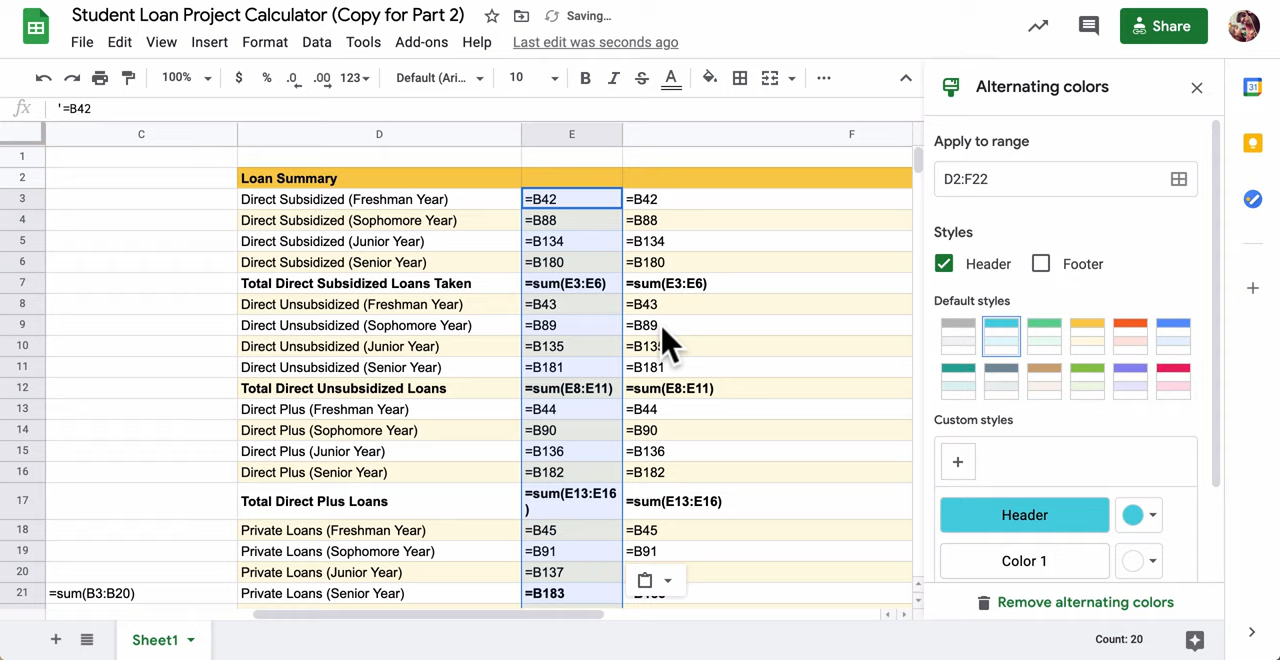 Student Loan Project Calculator (Copy for Part 2) Saving…
File Edit View Insert Format Data Tools Add-ons Help Last edit was seconds ago
Share
100% $ % .0 .00 123 Default (Ari... 10 B I S A
fx '=B42
C D E F
1
2 Loan Summary
3 Direct Subsidized (Freshman Year) =B42 =B42
4 Direct Subsidized (Sophomore Year) =B88 =B88
5 Direct Subsidized (Junior Year) =B134 =B134
6 Direct Subsidized (Senior Year) =B180 =B180
7 Total Direct Subsidized Loans Taken =sum(E3:E6) =sum(E3:E6)
8 Direct Unsubsidized (Freshman Year) =B43 =B43
9 Direct Unsubsidized (Sophomore Year) =B89 =B89
10 Direct Unsubsidized (Junior Year) =B135
11 Direct Unsubsidized (Senior Year) =B181 =B181
12 Total Direct Unsubsidized Loans =sum(E8:E11) =sum(E8:E11)
13 Direct Plus (Freshman Year) =B44 =B44
14 Direct Plus (Sophomore Year) =B90 =B90
15 Direct Plus (Junior Year) =B136 =B136
16 Direct Plus (Senior Year) =B182 =B182
17 Total Direct Plus Loans =sum(E13:E16
) =sum(E13:E16)
18 Private Loans (Freshman Year) =B45 =B45
19 Private Loans (Sophomore Year) =B91 =B91
20 Private Loans (Junior Year) =B137
21 =sum(B3:B20) Private Loans (Senior Year) =B183
Sheet1
Count: 20
Alternating colors
Apply to range
D2:F22
Styles
Header Footer
Default styles
Custom styles
+
Header
Color 1
Remove alternating colors
31